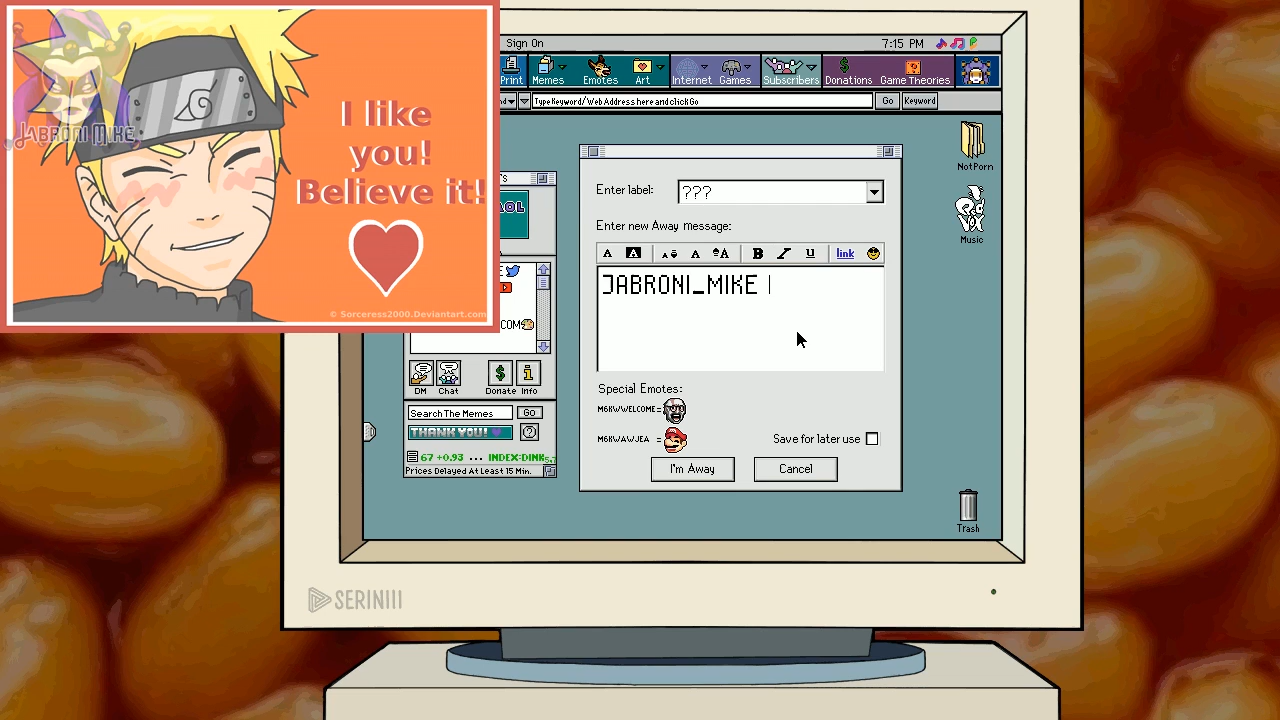 JABRONI MIKE
I like
you!
Believe it!
© Sorceress2000.Deviantart.com
Sign On
7:15 PM
Print
Memes
Emotes
Art
Internet
Games
Subscribers
Donations
Game Theories
Type Keyword/Web Address here and click Go
Go
Keyword
NotPorn
Music
Trash
Enter label:
???
Enter new Away message:
A A A A A B I U link
JABRONI_MIKE
Special Emotes:
M6KWWELCOME=
M6KWAWJEA =
Save for later use
I'm Away
Cancel
DM
Chat
$
Donate
i
Info
Search The Memes
Go
THANK YOU!
?
67 +0.93 ... INDEX:DINK
Prices Delayed At Least 15 Min.
SERINIII